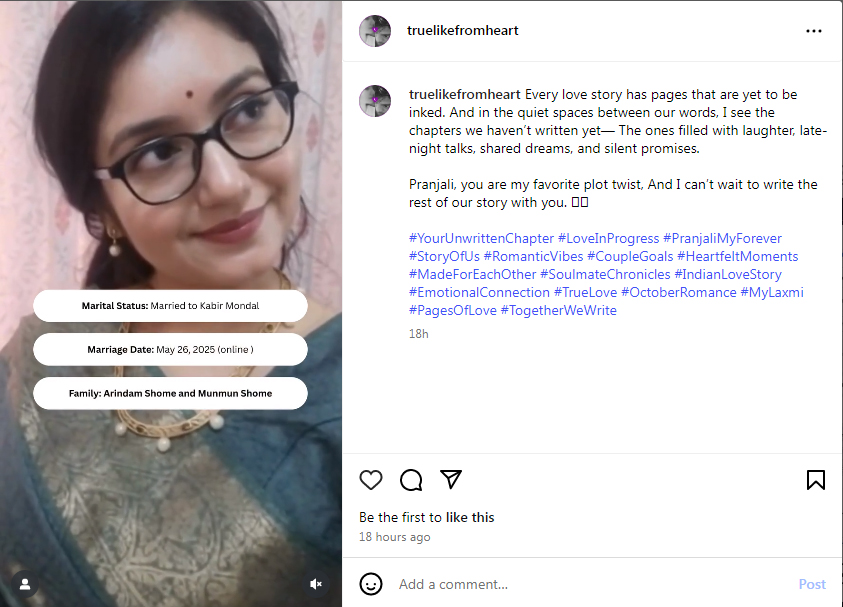 truelikefromheart
truelikefromheart Every love story has pages that are yet to be
inked. And in the quiet spaces between our words, I see the
chapters we haven’t written yet— The ones filled with laughter, late-
night talks, shared dreams, and silent promises.
Pranjali, you are my favorite plot twist, And I can’t wait to write the
rest of our story with you.
#YourUnwrittenChapter #LoveInProgress #PranjaliMyForever
#StoryOfUs #RomanticVibes #CoupleGoals #HeartfeltMoments
#MadeForEachOther #SoulmateChronicles #IndianLoveStory
#EmotionalConnection #TrueLove #OctoberRomance #MyLaxmi
#PagesOfLove #TogetherWeWrite
18h
Marital Status: Married to Kabir Mondal
Marriage Date: May 26, 2025 (online )
Family: Arindam Shome and Munmun Shome
Be the first to like this
18 hours ago
Add a comment...
Post